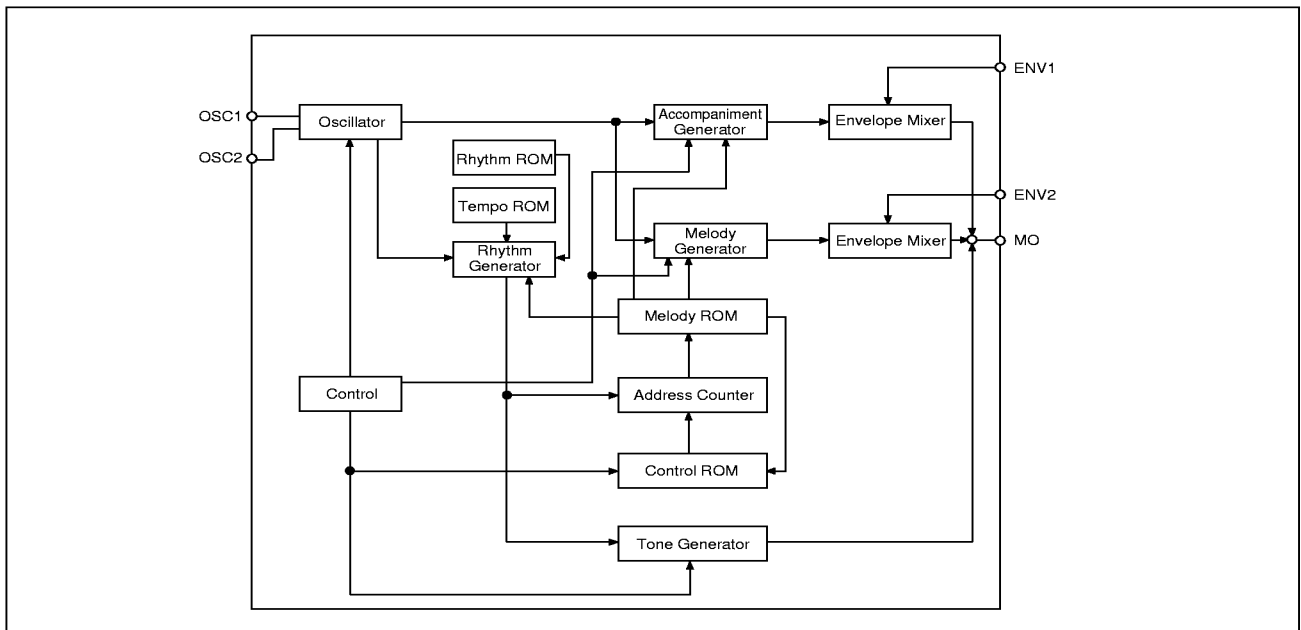 ENV1
OSC1
Oscillator
Accompaniment
Generator
Envelope Mixer
OSC2
Rhythm ROM
Tempo ROM
ENV2
Rhythm
Generator
Melody
Generator
Envelope Mixer
MO
Melody ROM
Control
Address Counter
Control ROM
Tone Generator